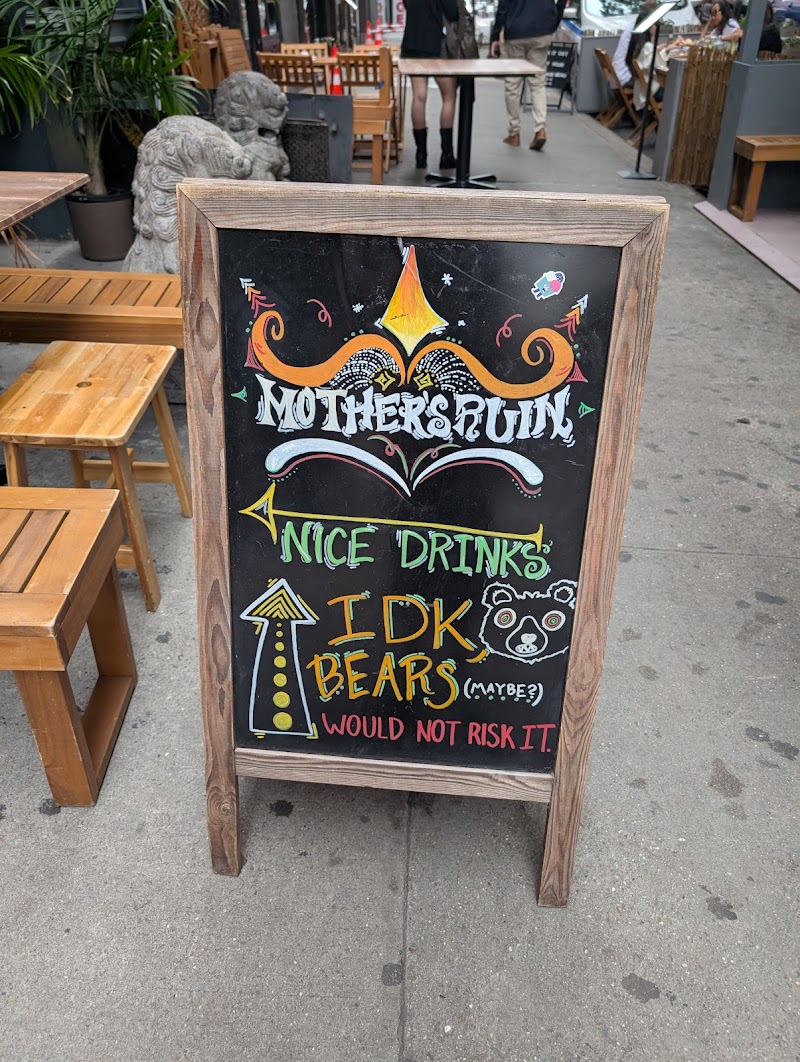 MOTHER'S RUIN
NICE DRINKS
IDK,
BEARS (MAYBE?)
WOULD NOT RISK IT.